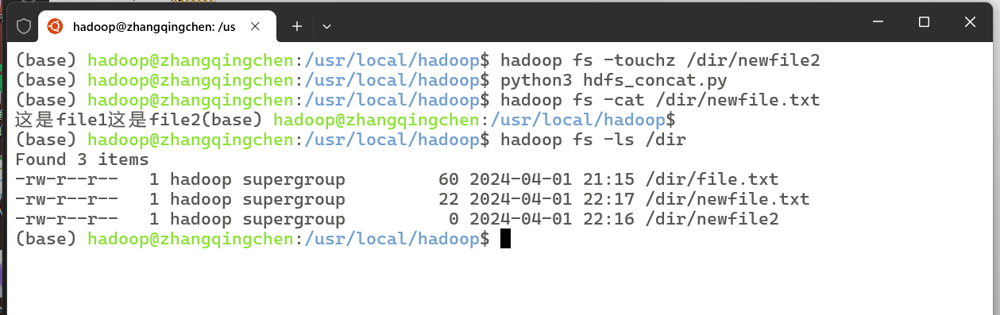 hadoop@zhangqingchen: /us
(base) hadoop@zhangqingchen:/usr/local/hadoop$ hadoop fs -touchz /dir/newfile2
(base) hadoop@zhangqingchen:/usr/local/hadoop$ python3 hdfs_concat.py
(base) hadoop@zhangqingchen:/usr/local/hadoop$ hadoop fs -cat /dir/newfile.txt
这是file1这是file2(base) hadoop@zhangqingchen:/usr/local/hadoop$
(base) hadoop@zhangqingchen:/usr/local/hadoop$ hadoop fs -ls /dir
Found 3 items
-rw-r--r--   1 hadoop supergroup         60 2024-04-01 21:15 /dir/file.txt
-rw-r--r--   1 hadoop supergroup         22 2024-04-01 22:17 /dir/newfile.txt
-rw-r--r--   1 hadoop supergroup          0 2024-04-01 22:16 /dir/newfile2
(base) hadoop@zhangqingchen:/usr/local/hadoop$